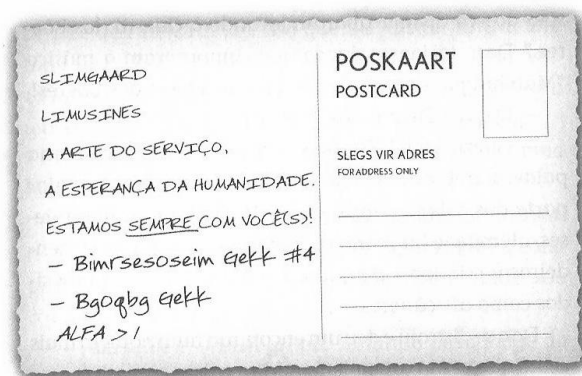 SLIMGAARD
LIMUSINES
A ARTE DO SERVIÇO,
A ESPERANÇA DA HUMANIDADE.
ESTAMOS SEMPRE COM VOCÊ(S)!
— Bimrsesoseim Gekk #4
— Bgoqbg Gekk
ALFA > 1
POSKAART
POSTCARD
SLEGS VIR ADRES
FOR ADDRESS ONLY